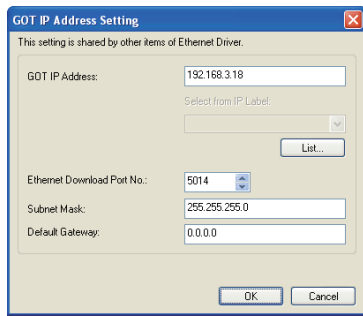 GOT IP Address Setting
This setting is shared by other items of Ethernet Driver.
GOT IP Address: 192.168.3.18
Select from IP Label:
List...
Ethernet Download Port No.: 5014
Subnet Mask: 255.255.255.0
Default Gateway: 0.0.0.0
OK Cancel